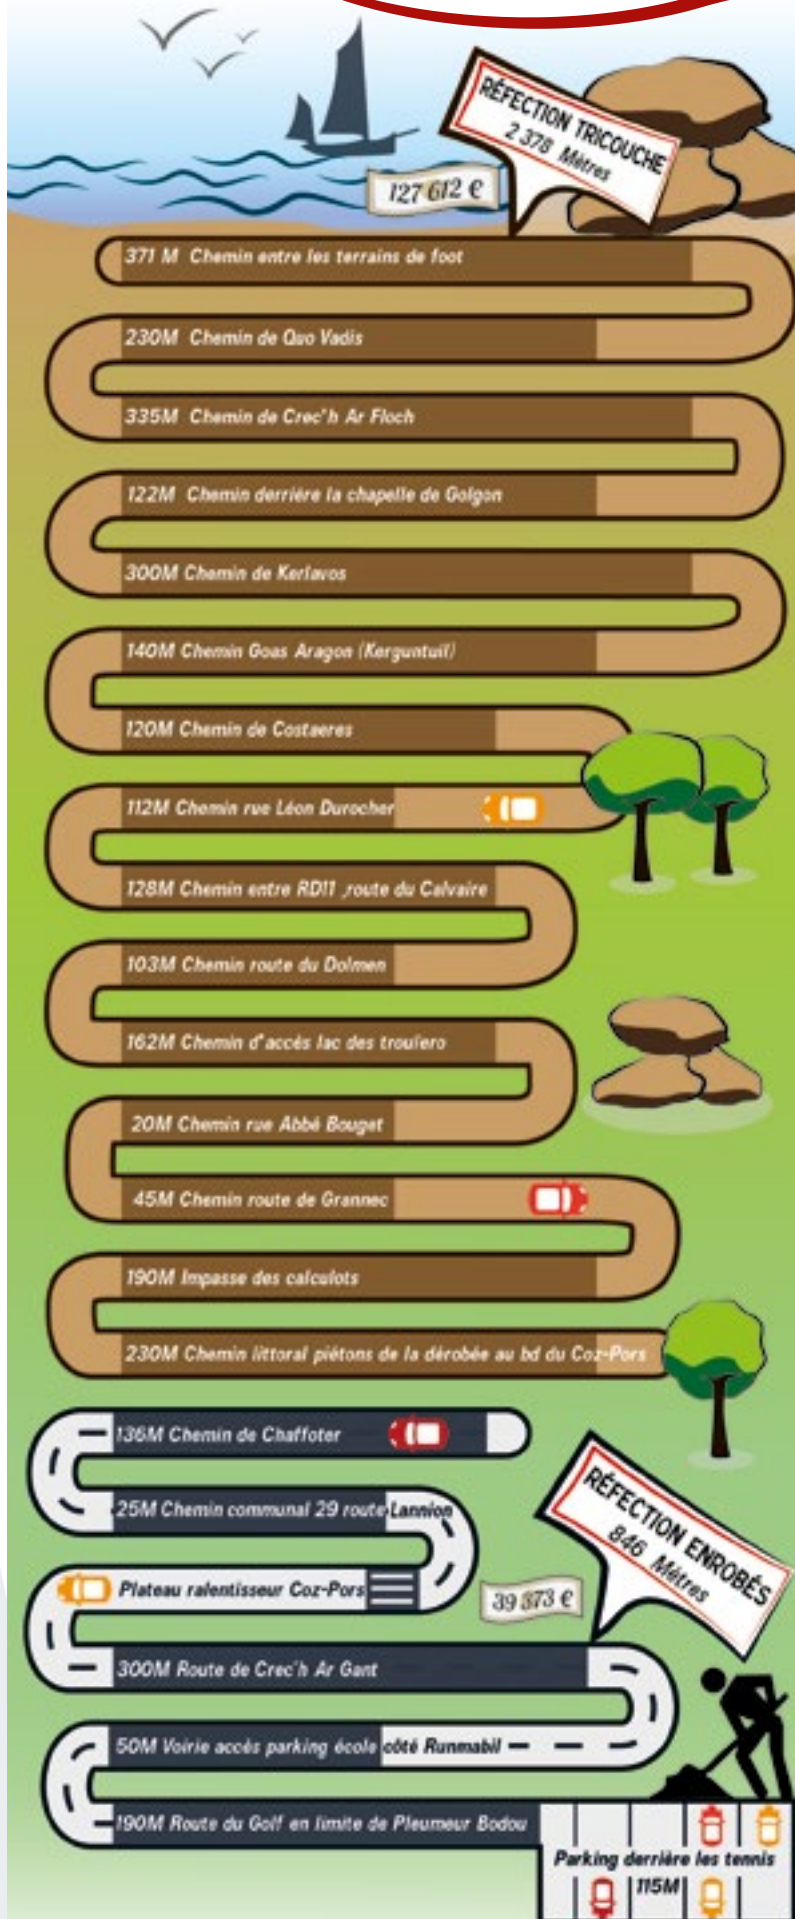 RÉFECTION TRICOUCHE
2 378 Mètres
127 612 €
371 M Chemin entre les terrains de foot
230M Chemin de Quo Vadis
335M Chemin de Crec'h Ar Floch
122M Chemin derrière la chapelle de Golgon
300M Chemin de Kerlavos
140M Chemin Goas Aragon (Kerguntuil)
120M Chemin de Costaeres
112M Chemin rue Léon Durocher
128M Chemin entre RD11 ,route du Calvaire
103M Chemin route du Dolmen
162M Chemin d'accés lac des trouïero
20M Chemin rue Abbé Bouget
45M Chemin route de Grannec
190M Impasse des calculots
230M Chemin littoral piétons de la dérobée au bd du Coz-Pors
136M Chemin de Chaffoter
25M Chemin communal 29 route Lannion
RÉFECTION ENROBÉS
846 Mètres
Plateau ralentisseur Coz-Pors
39 373 €
300M Route de Crec'h Ar Gant
50M Voirie accès parking école côté Runmabil
190M Route du Golf en limite de Pleumeur Bodou
Parking derrière les tennis
115M